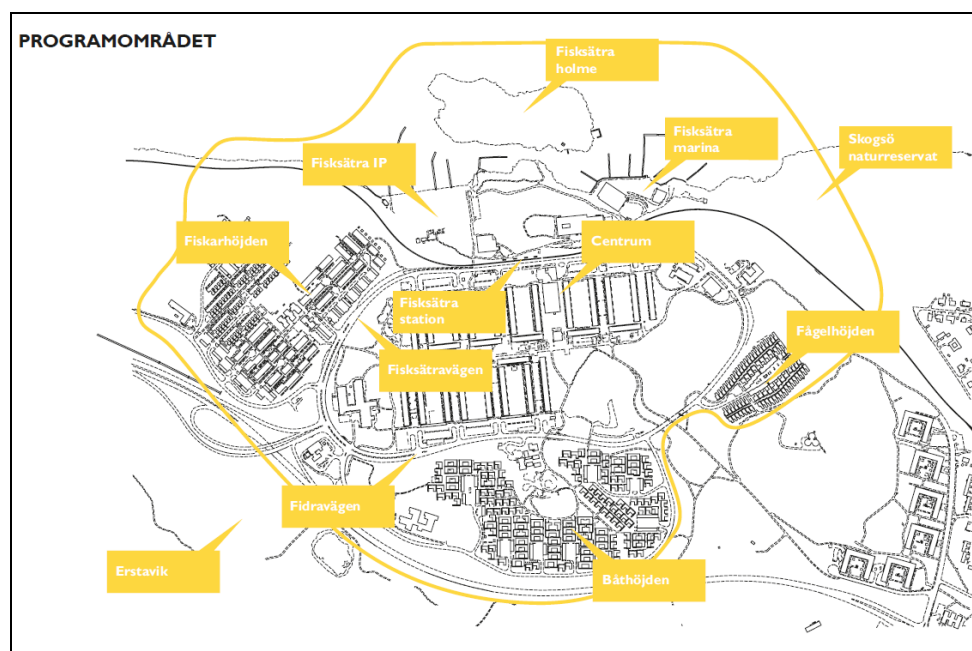 PROGRAMOMRÅDET
Fisksätra
holme
Fisksätra
marina
Skogsö
naturreservat
Fisksätra IP
Fiskarhöjden
Centrum
Fisksätra
station
Fågelhöjden
Fisksätravägen
Fidravägen
Erstavik
Båthöjden